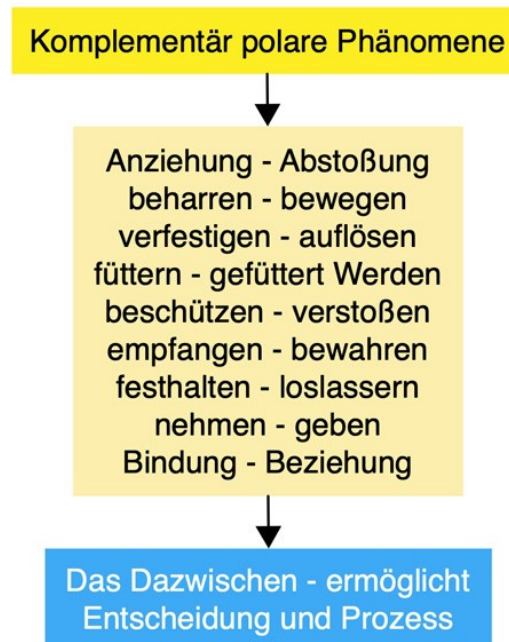 Komplementär polare Phänomene
Anziehung - Abstoßung
beharren - bewegen
verfestigen - auflösen
füttern - gefüttert Werden
beschützen - verstoßen
empfangen - bewahren
festhalten - loslassern
nehmen - geben
Bindung - Beziehung
Das Dazwischen - ermöglicht
Entscheidung und Prozess